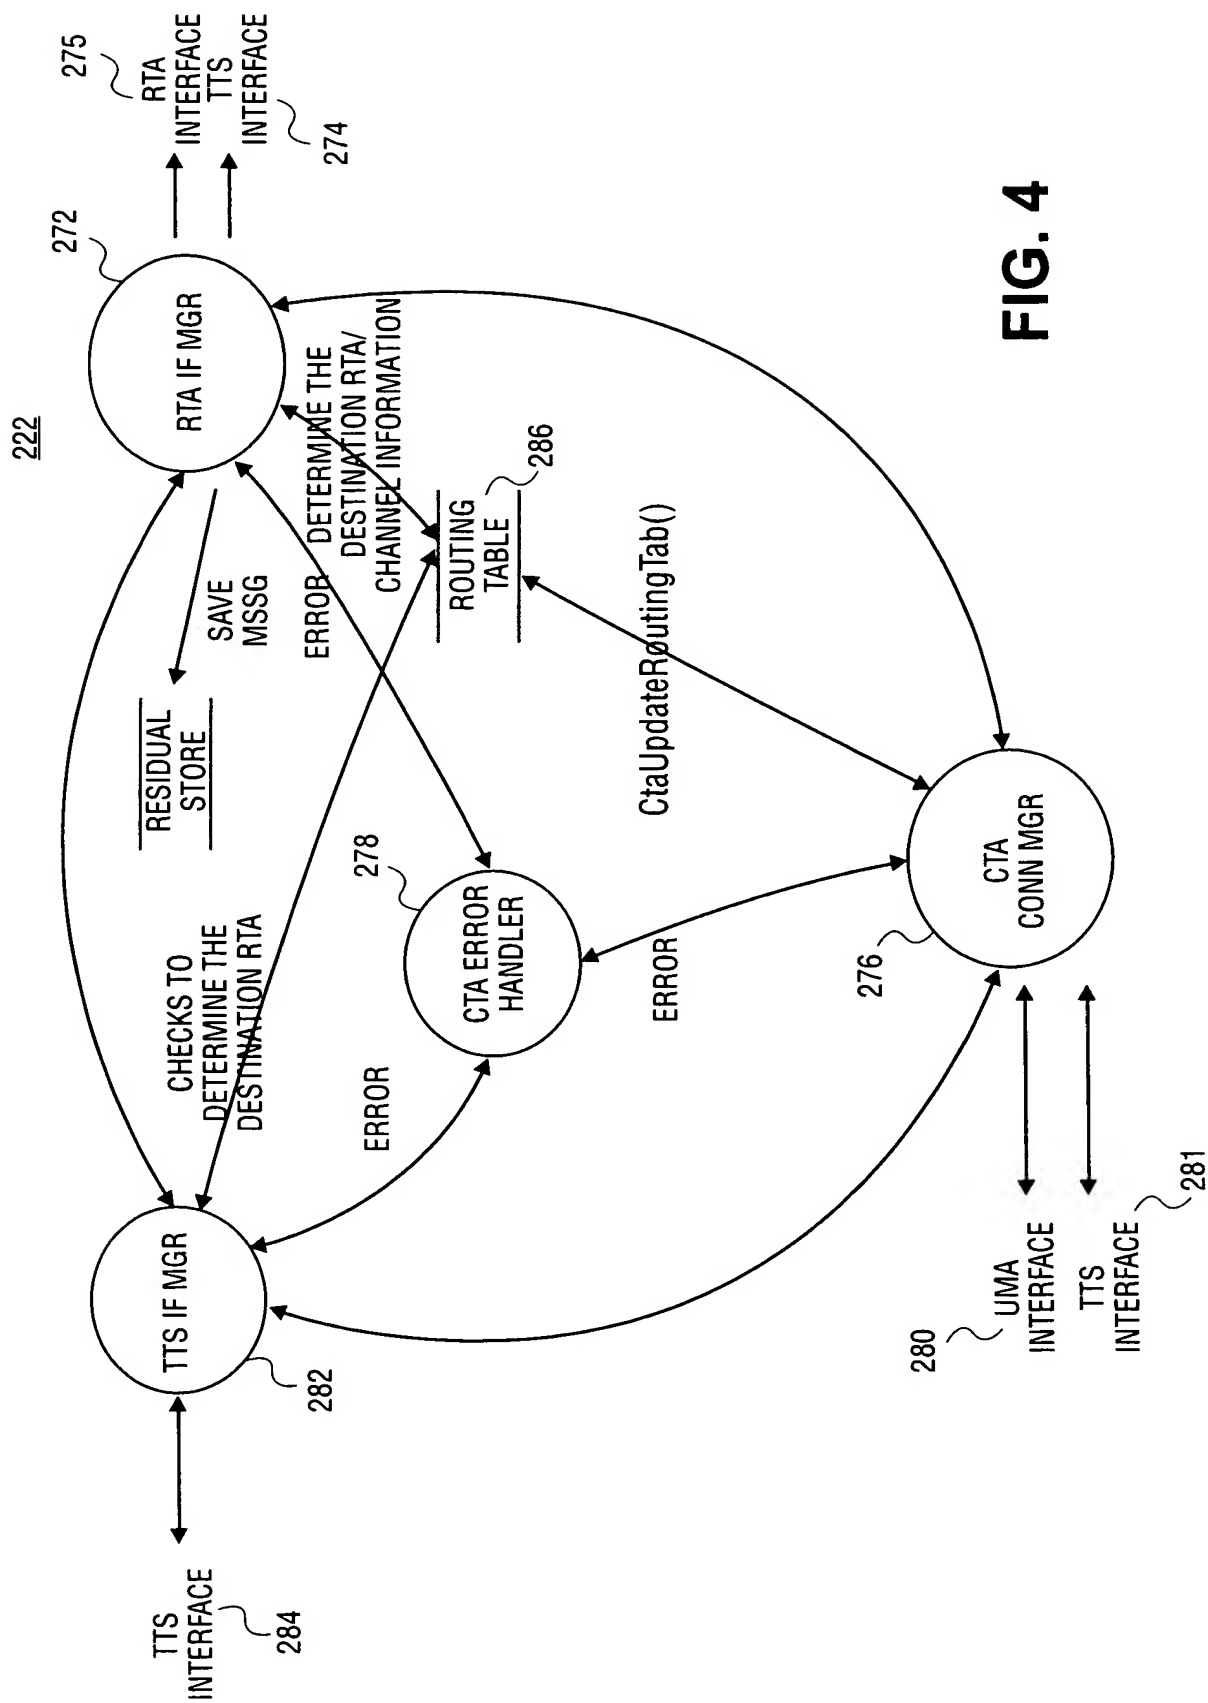 222
275
RTA
INTERFACE
TTS
INTERFACE
274
272
RTA IF MGR
SAVE
MSSG
RESIDUAL
STORE
ERROR
DETERMINE THE
DESTINATION RTA/
CHANNEL INFORMATION
ROUTING
TABLE
286
CHECKS TO
DETERMINE THE
DESTINATION RTA
278
CTA ERROR
HANDLER
ERROR
ERROR
CtaUpdateRoutingTab()
TTS IF MGR
282
TTS
INTERFACE
284
276
CTA
CONN MGR
280
UMA
INTERFACE
TTS
INTERFACE
281
FIG. 4